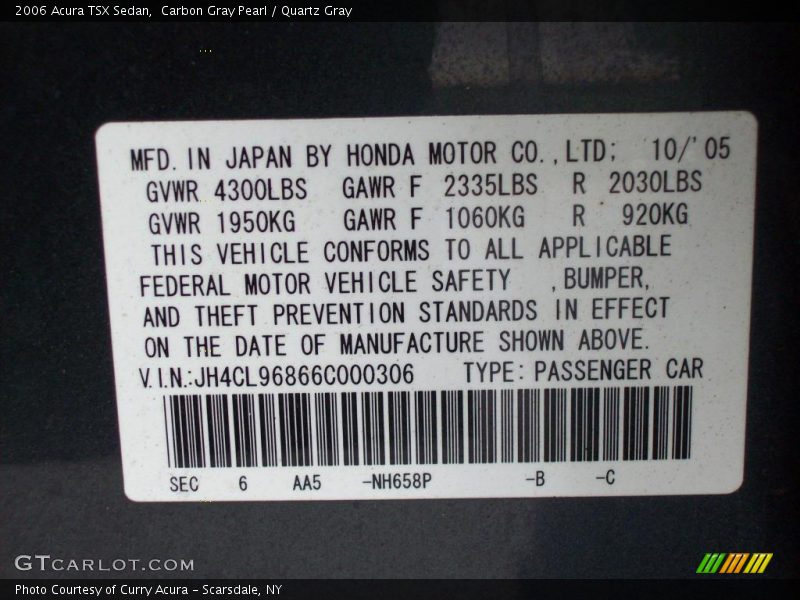 2006 Acura TSX Sedan,  Carbon Gray Pearl / Quartz Gray
MFD. IN JAPAN BY HONDA MOTOR CO., LTD; 10/'05
GVWR 4300LBS GAWR F 2335LBS R 2030LBS
GVWR 1950KG GAWR F 1060KG R 920KG
THIS VEHICLE CONFORMS TO ALL APPLICABLE
FEDERAL MOTOR VEHICLE SAFETY , BUMPER,
AND THEFT PREVENTION STANDARDS IN EFFECT
ON THE DATE OF MANUFACTURE SHOWN ABOVE.
V.I.N.:JH4CL96866C000306 TYPE: PASSENGER CAR
SEC 6 AA5 -NH658P -B -C
GTCARLOT.COM
Photo Courtesy of Curry Acura – Scarsdale, NY